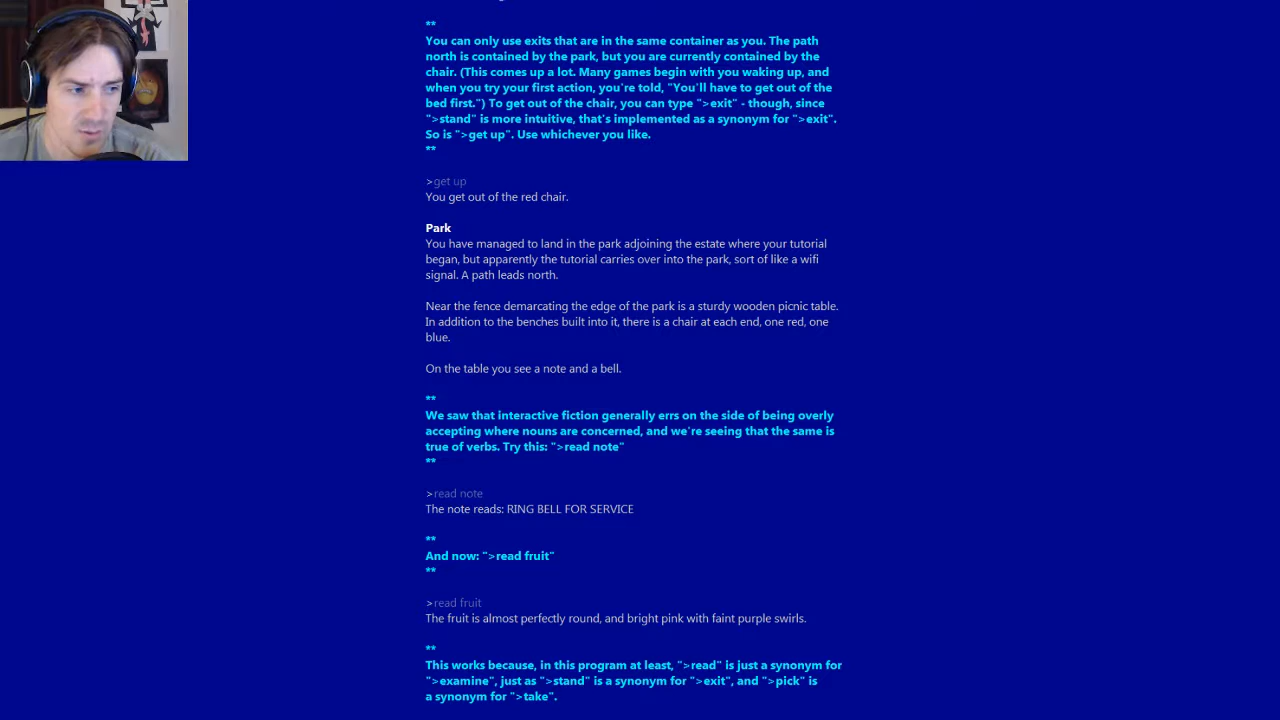 **
You can only use exits that are in the same container as you. The path
north is contained by the park, but you are currently contained by the
chair. (This comes up a lot. Many games begin with you waking up, and
when you try your first action, you're told, "You'll have to get out of the
bed first.") To get out of the chair, you can type ">exit" - though, since
">stand" is more intuitive, that's implemented as a synonym for ">exit".
So is ">get up". Use whichever you like.
**
>get up
You get out of the red chair.
Park
You have managed to land in the park adjoining the estate where your tutorial
began, but apparently the tutorial carries over into the park, sort of like a wifi
signal. A path leads north.
Near the fence demarcating the edge of the park is a sturdy wooden picnic table.
In addition to the benches built into it, there is a chair at each end, one red, one
blue.
On the table you see a note and a bell.
**
We saw that interactive fiction generally errs on the side of being overly
accepting where nouns are concerned, and we're seeing that the same is
true of verbs. Try this: ">read note"
**
>read note
The note reads: RING BELL FOR SERVICE
**
And now: ">read fruit"
**
>read fruit
The fruit is almost perfectly round, and bright pink with faint purple swirls.
**
This works because, in this program at least, ">read" is just a synonym for
">examine", just as ">stand" is a synonym for ">exit", and ">pick" is
a synonym for ">take".